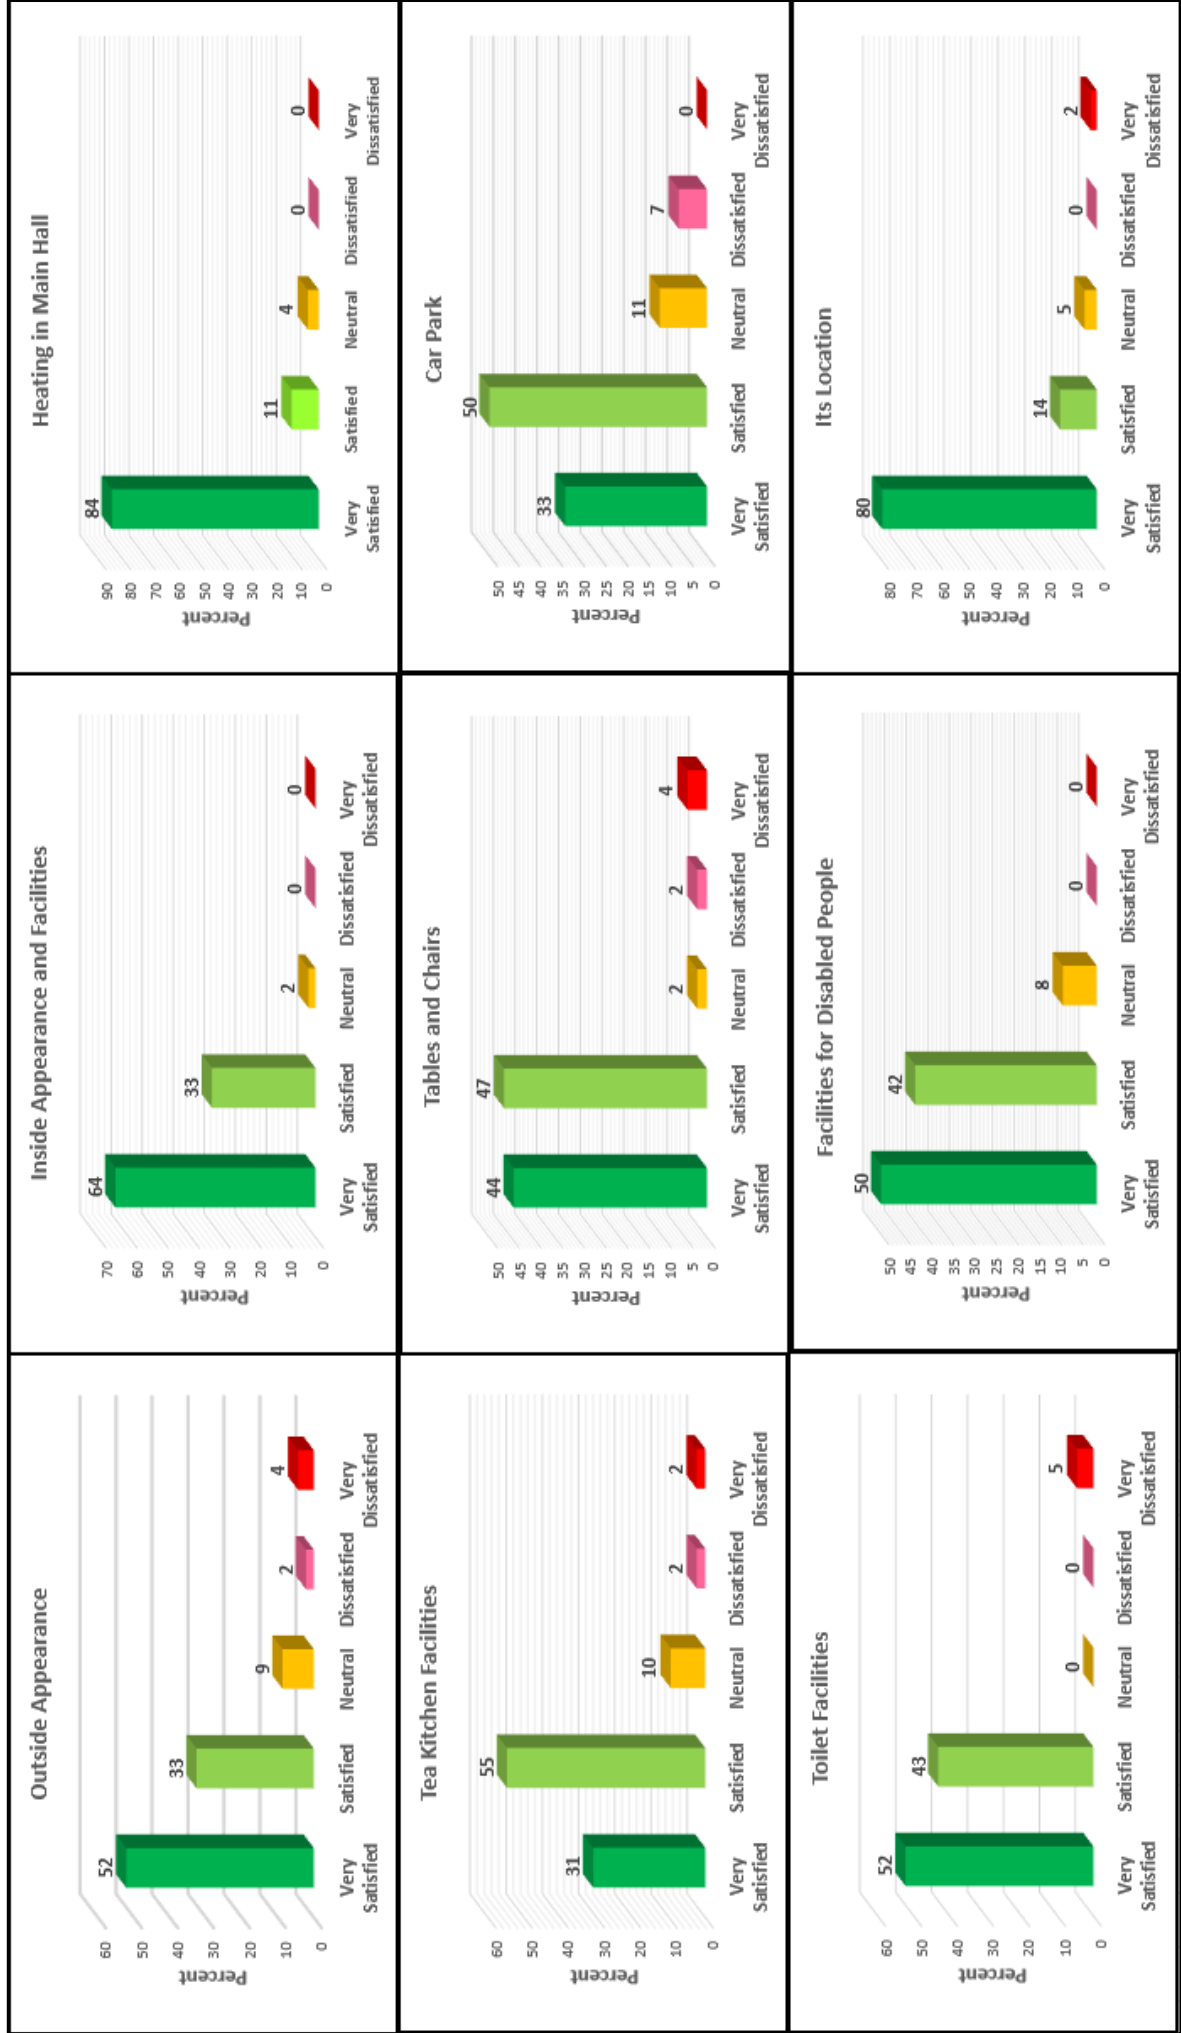 Outside Appearance
Percent
60
50
40
30
20
10
0
52
33
9
2
4
Very Satisfied
Satisfied
Neutral
Dissatisfied
Very Dissatisfied
Inside Appearance and Facilities
Percent
70
60
50
40
30
20
10
0
64
33
2
0
0
Very Satisfied
Satisfied
Neutral
Dissatisfied
Very Dissatisfied
Heating in Main Hall
Percent
90
80
70
60
50
40
30
20
10
0
84
11
4
0
0
Very Satisfied
Satisfied
Neutral
Dissatisfied
Very Dissatisfied
Tea Kitchen Facilities
Percent
60
50
40
30
20
10
0
31
55
10
2
2
Very Satisfied
Satisfied
Neutral
Dissatisfied
Very Dissatisfied
Tables and Chairs
Percent
50
45
40
35
30
25
20
15
10
5
0
44
47
2
2
4
Very Satisfied
Satisfied
Neutral
Dissatisfied
Very Dissatisfied
Car Park
Percent
50
45
40
35
30
25
20
15
10
5
0
33
50
11
7
0
Very Satisfied
Satisfied
Neutral
Dissatisfied
Very Dissatisfied
Toilet Facilities
Percent
60
50
40
30
20
10
0
52
43
0
0
5
Very Satisfied
Satisfied
Neutral
Dissatisfied
Very Dissatisfied
Facilities for Disabled People
Percent
50
45
40
35
30
25
20
15
10
5
0
50
42
8
0
0
Very Satisfied
Satisfied
Neutral
Dissatisfied
Very Dissatisfied
Its Location
Percent
80
70
60
50
40
30
20
10
0
80
14
5
0
2
Very Satisfied
Satisfied
Neutral
Dissatisfied
Very Dissatisfied